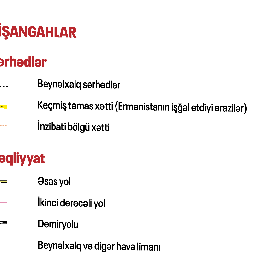 İŞANGAHLAR
ərhədlər
Beynəlxalq sərhədlər
Keçmiş təmas xətti (Ermənistanın işğal etdiyi ərazilər)
İnzibati bölgü xətti
əqliyyat
Əsas yol
İkinci dərəcəli yol
Dəmiryolu
Beynəlxalq və digər hava limanı